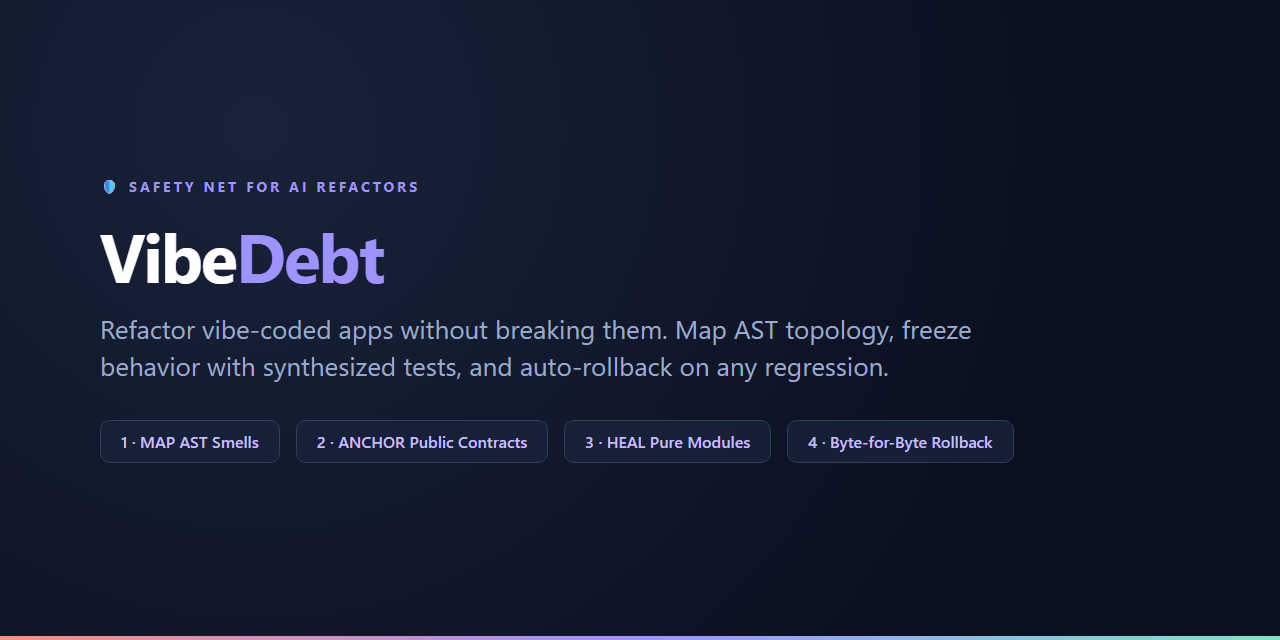 SAFETY NET FOR AI REFACTORS
VibeDebt
Refactor vibe-coded apps without breaking them. Map AST topology, freeze
behavior with synthesized tests, and auto-rollback on any regression.
1 · MAP AST Smells
2 · ANCHOR Public Contracts
3 · HEAL Pure Modules
4 · Byte-for-Byte Rollback